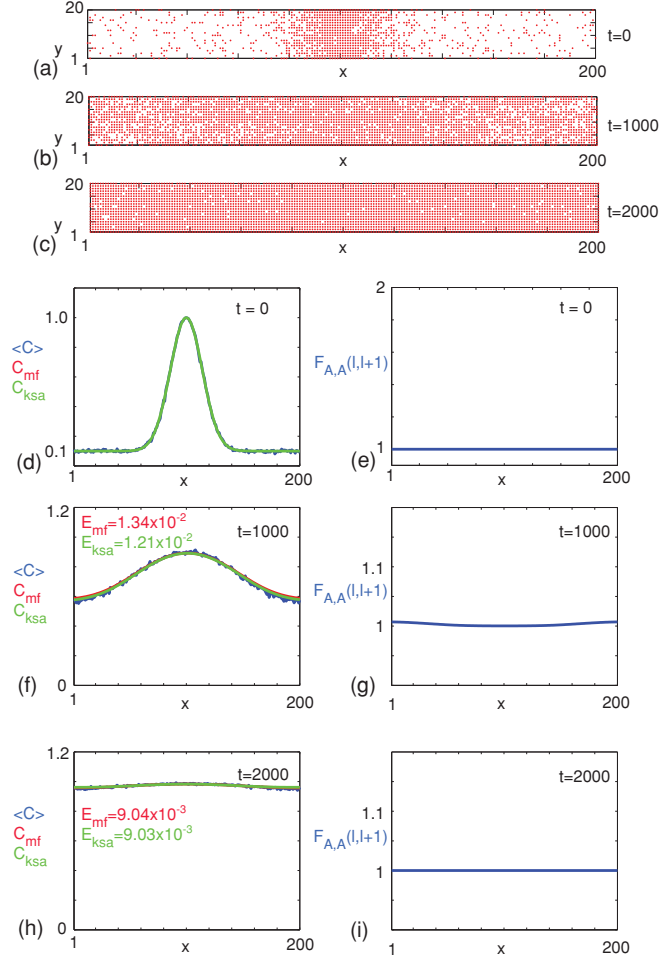 20
y
1
1
x
200
t=0
(a)
20
y
1
1
x
200
t=1000
(b)
20
y
1
1
x
200
t=2000
(c)
t = 0
1.0
<C>
C_mf
C_ksa
0.1
1
x
200
(d)
2
t = 0
F_A,A(l,l+1)
1
1
x
200
(e)
1.2
E_mf=1.34x10^-2
E_ksa=1.21x10^-2
t=1000
<C>
C_mf
C_ksa
0
1
x
200
(f)
t=1000
1.1
F_A,A(l,l+1)
1
1
x
200
(g)
1.2
t=2000
<C>
C_mf
C_ksa
E_mf=9.04x10^-3
E_ksa=9.03x10^-3
0
1
x
200
(h)
t=2000
1.1
F_A,A(l,l+1)
1
1
x
200
(i)